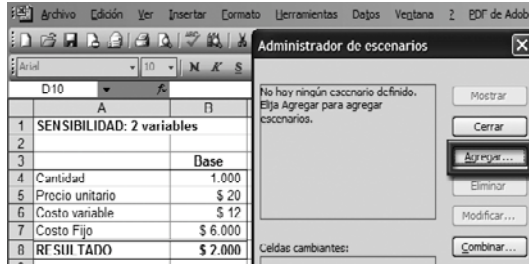 Archivo Edición Ver Insertar Formato Herramientas Datos Ventana ? PDF de Adob
Arial 10 N K S
D10 fx
A B
1 SENSIBILIDAD: 2 variables
2
3 Base
4 Cantidad 1.000
5 Precio unitario $ 20
6 Costo variable $ 12
7 Costo Fijo $ 6.000
8 RESULTADO $ 2.000
Administrador de escenarios
No hay ningún escenario definido.
Elija Agregar para agregar
escenarios.
Celdas cambiantes:
Mostrar
Cerrar
Agregar...
Eliminar
Modificar...
Combinar...